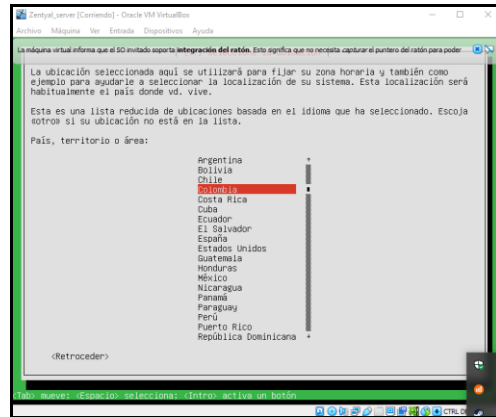 Zentyal_server [Corriendo] - Oracle VM VirtualBox
Archivo Máquina Ver Entrada Dispositivos Ayuda
La máquina virtual informa que el SO invitado soporta integración del ratón. Esto significa que no necesita capturar el puntero del ratón para poder
La ubicación seleccionada aquí se utilizará para fijar su zona horaria y también como
ejemplo para ayudarle a seleccionar la localización de su sistema. Esta localización será
habitualmente el país donde vd. vive.
Esta es una lista reducida de ubicaciones basada en el idioma que ha seleccionado. Escoja
«otro» si su ubicación no está en la lista.
País, territorio o área:
Argentina
Bolivia
Chile
Colombia
Costa Rica
Cuba
Ecuador
El Salvador
España
Estados Unidos
Guatemala
Honduras
México
Nicaragua
Panamá
Paraguay
Perú
Puerto Rico
República Dominicana
<Retroceder>
<Tab> mueve; <Espacio> selecciona; <Intro> activa un botón
CTRL D